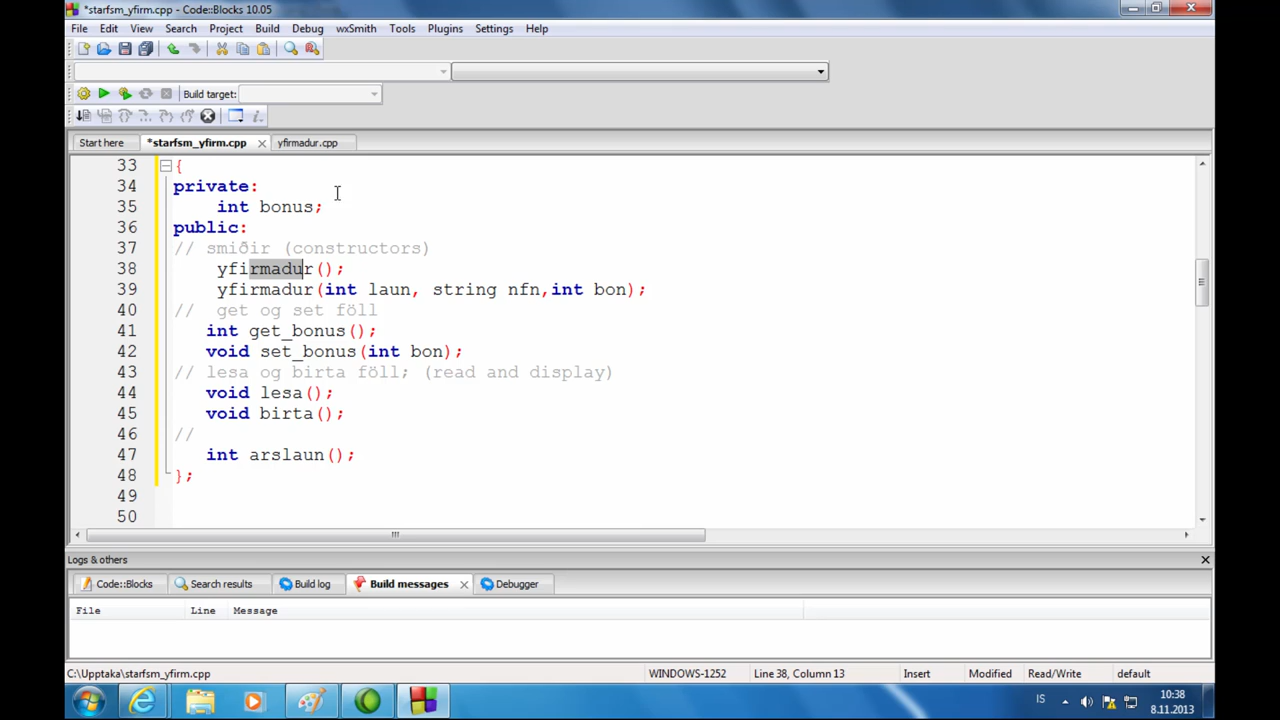 *starfsm_yfirm.cpp - Code::Blocks 10.05
File Edit View Search Project Build Debug wxSmith Tools Plugins Settings Help
Build target:
Start here *starfsm_yfirm.cpp yfirmadur.cpp
33 {
34 private:
35 int bonus;
36 public:
37 // smiðir (constructors)
38 yfirmadur();
39 yfirmadur(int laun, string nfn,int bon);
40 // get og set föll
41 int get_bonus();
42 void set_bonus(int bon);
43 // lesa og birta föll; (read and display)
44 void lesa();
45 void birta();
46 //
47 int arslaun();
48 };
49
50
Logs & others
Code::Blocks Search results Build log Build messages Debugger
File Line Message
C:\Upptaka\starfsm_yfirm.cpp WINDOWS-1252 Line 38, Column 13 Insert Modified Read/Write default
IS 10:38
8.11.2013